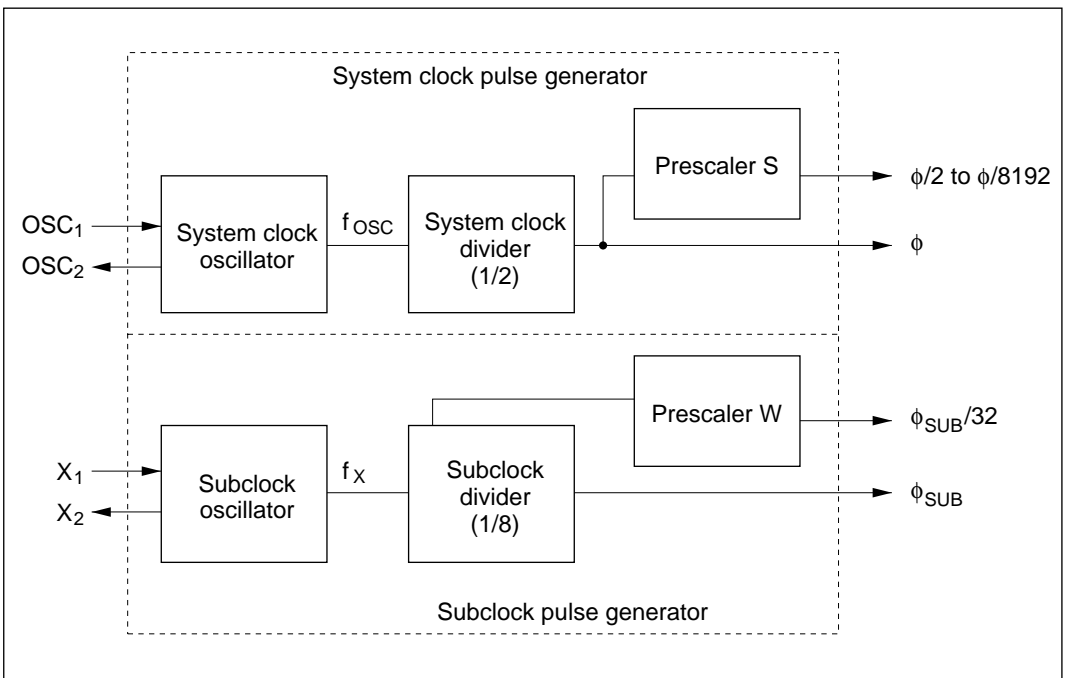 System clock pulse generator
Prescaler S
φ/2 to φ/8192
OSC1
OSC2
System clock
oscillator
fOSC
System clock
divider
(1/2)
φ
Prescaler W
φSUB/32
X1
X2
Subclock
oscillator
fX
Subclock
divider
(1/8)
φSUB
Subclock pulse generator